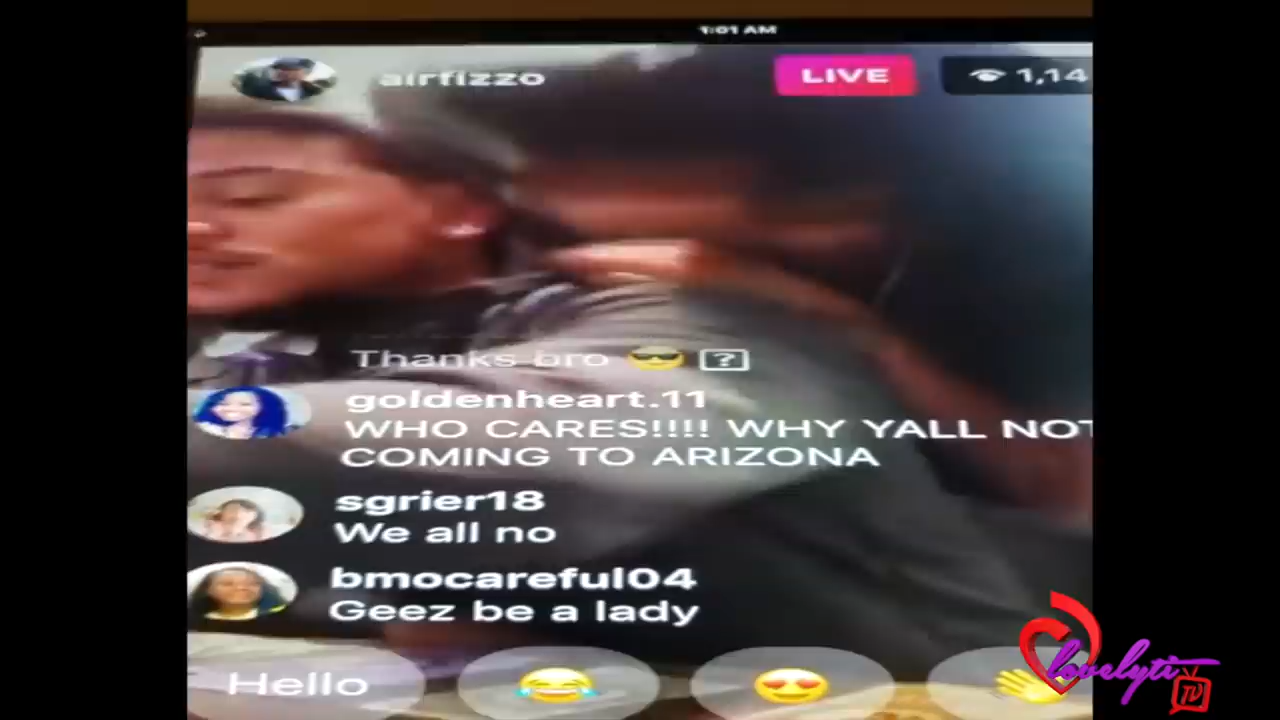 1:01 AM
airfizzo
LIVE
1,14
Thanks bro 😎 ?
goldenheart.11
WHO CARES!!!! WHY YALL NOT
COMING TO ARIZONA
sgrier18
We all no
bmocareful04
Geez be a lady
Hello
lovelyti
TV